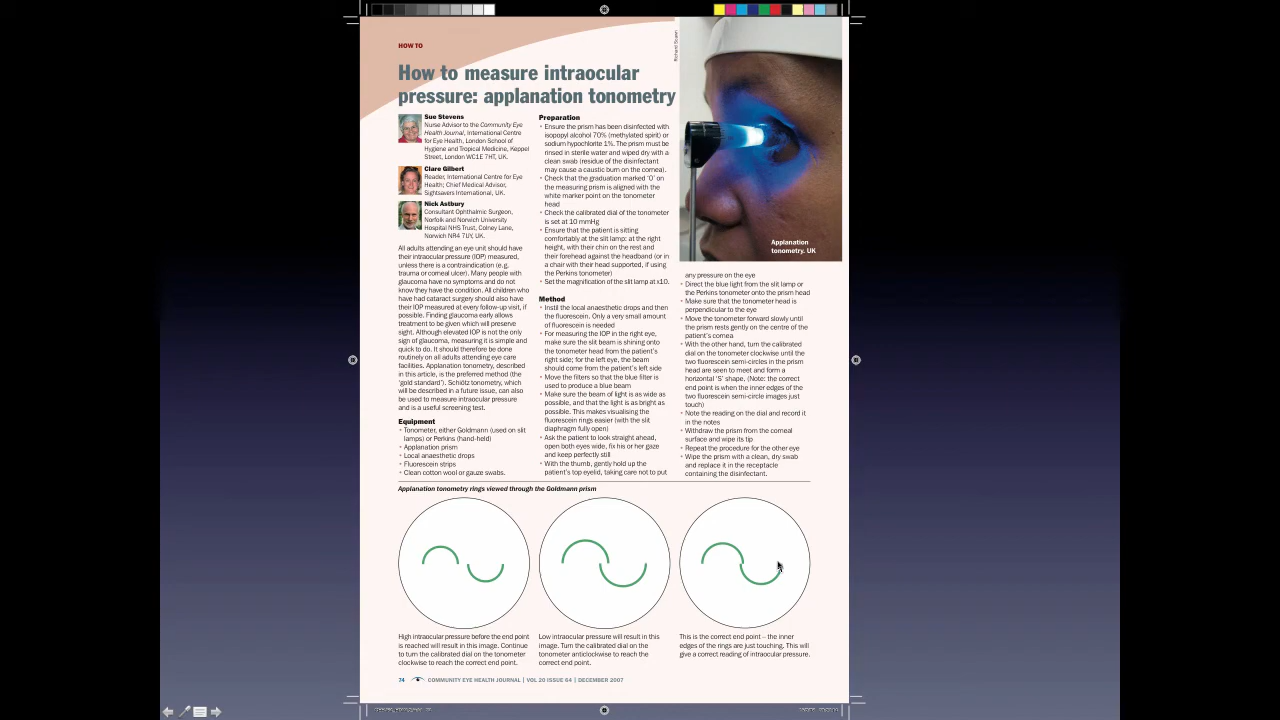 HOW TO
Richard Sowen
How to measure intraocular
pressure: applanation tonometry
Sue Stevens
Nurse Advisor to the Community Eye
Health Journal, International Centre
for Eye Health, London School of
Hygiene and Tropical Medicine, Keppel
Street, London WC1E 7HT, UK.
Clare Gilbert
Reader, International Centre for Eye
Health; Chief Medical Advisor,
Sightsavers International, UK.
Nick Astbury
Consultant Ophthalmic Surgeon,
Norfolk and Norwich University
Hospital NHS Trust, Colney Lane,
Norwich NR4 7UY, UK.
All adults attending an eye unit should have
their intraocular pressure (IOP) measured,
unless there is a contraindication (e.g.
trauma or corneal ulcer). Many people with
glaucoma have no symptoms and do not
know they have the condition. All children who
have had cataract surgery should also have
their IOP measured at every follow-up visit, if
possible. Finding glaucoma early allows
treatment to be given which will preserve
sight. Although elevated IOP is not the only
sign of glaucoma, measuring it is simple and
quick to do. It should therefore be done
routinely on all adults attending eye care
facilities. Applanation tonometry, described
in this article, is the preferred method (the
‘gold standard’). Schiötz tonometry, which
will be described in a future issue, can also
be used to measure intraocular pressure
and is a useful screening test.
Equipment
• Tonometer, either Goldmann (used on slit
lamps) or Perkins (hand-held)
• Applanation prism
• Local anaesthetic drops
• Fluorescein strips
• Clean cotton wool or gauze swabs.
Preparation
• Ensure the prism has been disinfected with
isopopyl alcohol 70% (methylated spirit) or
sodium hypochlorite 1%. The prism must be
rinsed in sterile water and wiped dry with a
clean swab (residue of the disinfectant
may cause a caustic burn on the cornea).
• Check that the graduation marked ‘0’ on
the measuring prism is aligned with the
white marker point on the tonometer
head
• Check the calibrated dial of the tonometer
is set at 10 mmHg
• Ensure that the patient is sitting
comfortably at the slit lamp: at the right
height, with their chin on the rest and
their forehead against the headband (or in
a chair with their head supported, if using
the Perkins tonometer)
• Set the magnification of the slit lamp at x10.
Method
• Instil the local anaesthetic drops and then
the fluorescein. Only a very small amount
of fluorescein is needed
• For measuring the IOP in the right eye,
make sure the slit beam is shining onto
the tonometer head from the patient’s
right side; for the left eye, the beam
should come from the patient’s left side
• Move the filters so that the blue filter is
used to produce a blue beam
• Make sure the beam of light is as wide as
possible, and that the light is as bright as
possible. This makes visualising the
fluorescein rings easier (with the slit
diaphragm fully open)
• Ask the patient to look straight ahead,
open both eyes wide, fix his or her gaze
and keep perfectly still
• With the thumb, gently hold up the
patient’s top eyelid, taking care not to put
Applanation
tonometry. UK
any pressure on the eye
• Direct the blue light from the slit lamp or
the Perkins tonometer onto the prism head
• Make sure that the tonometer head is
perpendicular to the eye
• Move the tonometer forward slowly until
the prism rests gently on the centre of the
patient’s cornea
• With the other hand, turn the calibrated
dial on the tonometer clockwise until the
two fluorescein semi-circles in the prism
head are seen to meet and form a
horizontal ‘S’ shape. (Note: the correct
end point is when the inner edges of the
two fluorescein semi-circle images just
touch)
• Note the reading on the dial and record it
in the notes
• Withdraw the prism from the corneal
surface and wipe its tip
• Repeat the procedure for the other eye
• Wipe the prism with a clean, dry swab
and replace it in the receptacle
containing the disinfectant.
Applanation tonometry rings viewed through the Goldmann prism
High intraocular pressure before the end point
is reached will result in this image. Continue
to turn the calibrated dial on the tonometer
clockwise to reach the correct end point.
Low intraocular pressure will result in this
image. Turn the calibrated dial on the
tonometer anticlockwise to reach the
correct end point.
This is the correct end point – the inner
edges of the rings are just touching. This will
give a correct reading of intraocular pressure.
74 COMMUNITY EYE HEALTH JOURNAL | VOL 20 ISSUE 64 | DECEMBER 2007